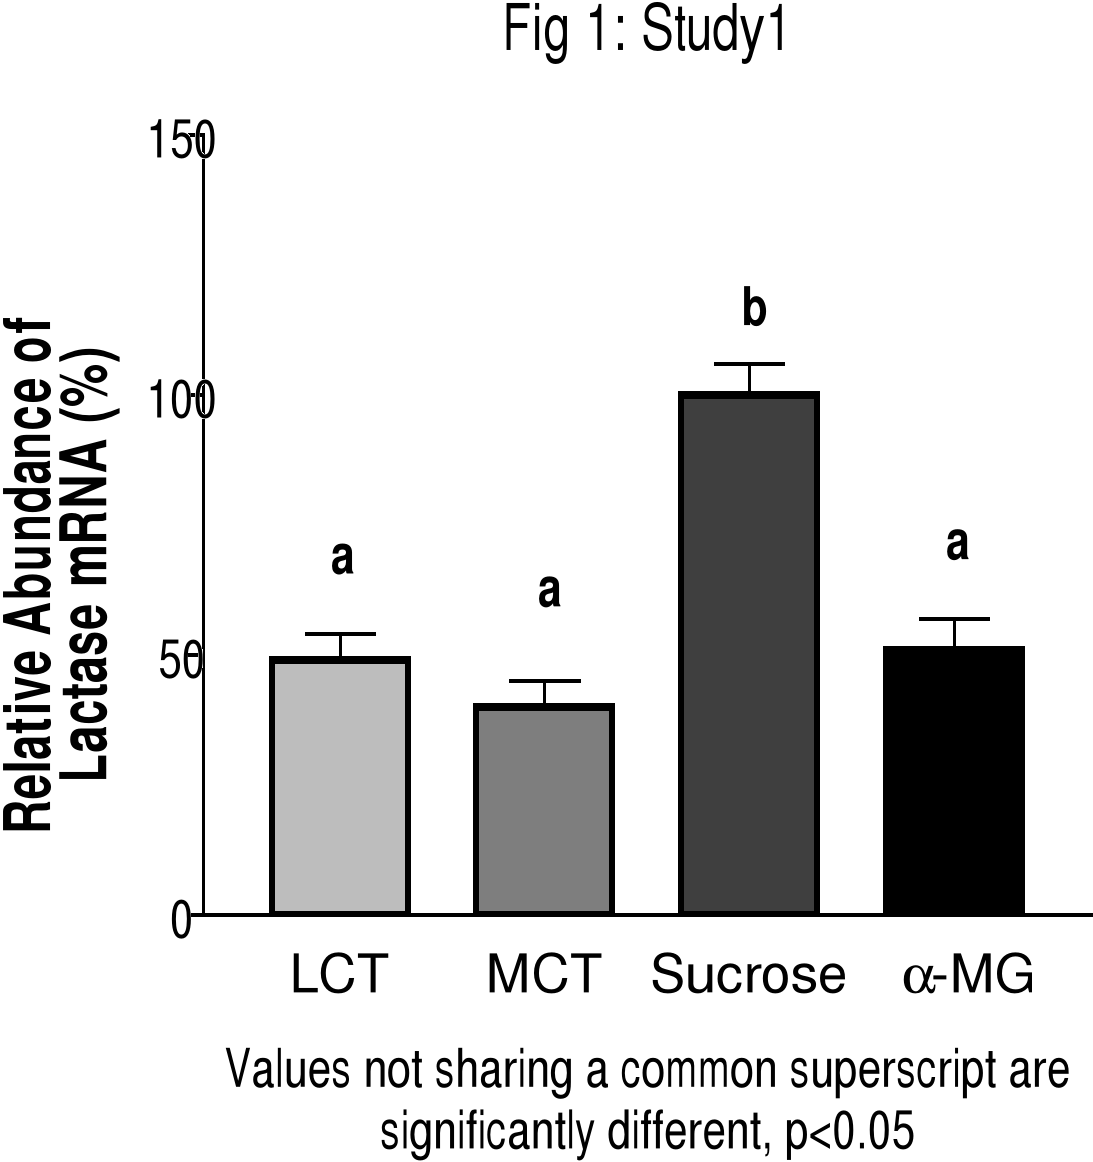 Fig 1: Study1
150
100
50
0
Relative Abundance of
Lactase mRNA (%)
a
a
b
a
LCT
MCT
Sucrose
α-MG
Values not sharing a common superscript are
significantly different, p<0.05